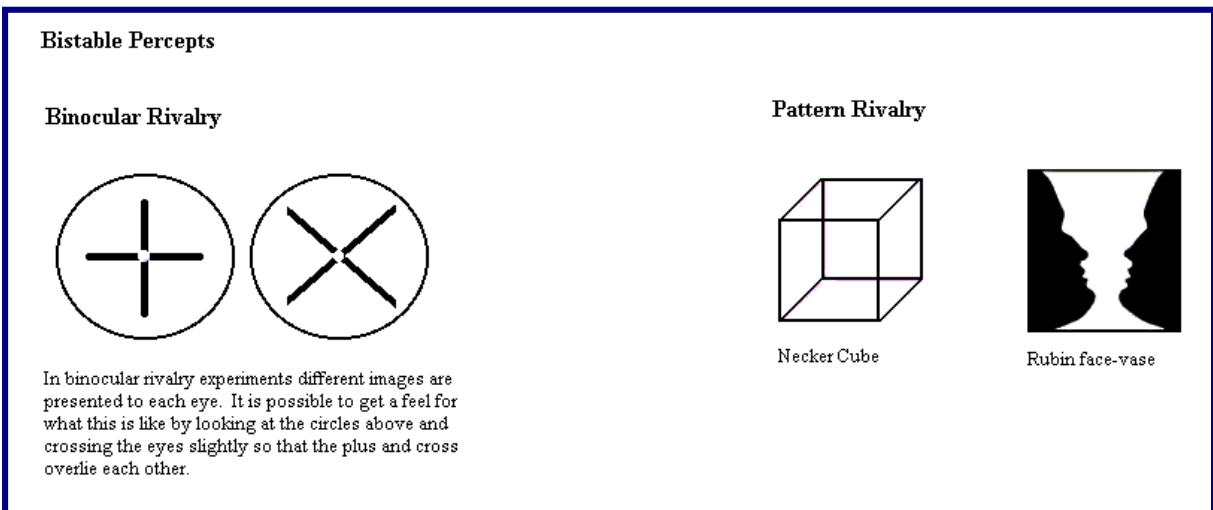 Bistable Percepts
Binocular Rivalry
In binocular rivalry experiments different images are
presented to each eye. It is possible to get a feel for
what this is like by looking at the circles above and
crossing the eyes slightly so that the plus and cross
overlie each other.
Pattern Rivalry
Necker Cube
Rubin face-vase